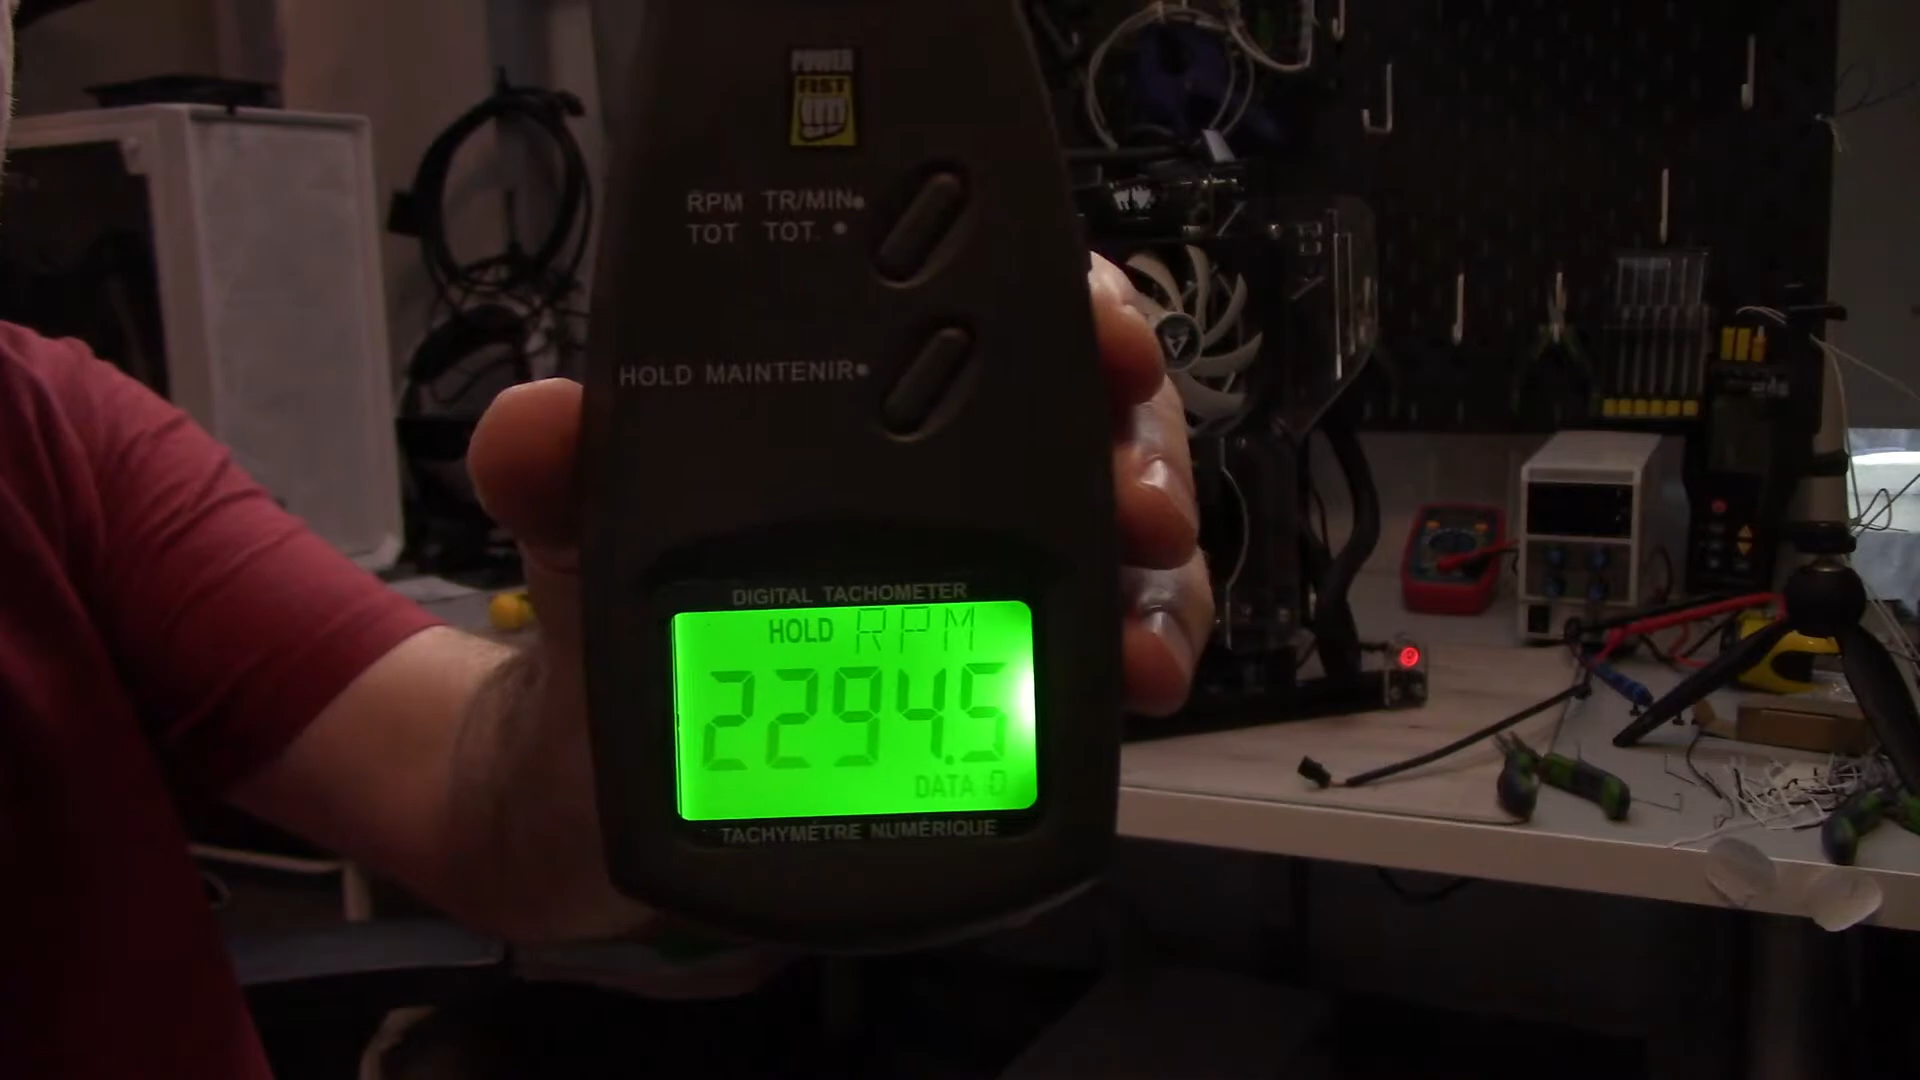 POWER
FIST
RPM TR/MIN
TOT TOT.
HOLD MAINTENIR
DIGITAL TACHOMETER
HOLD RPM
2294.5
DATA 0
TACHYMÈTRE NUMÉRIQUE